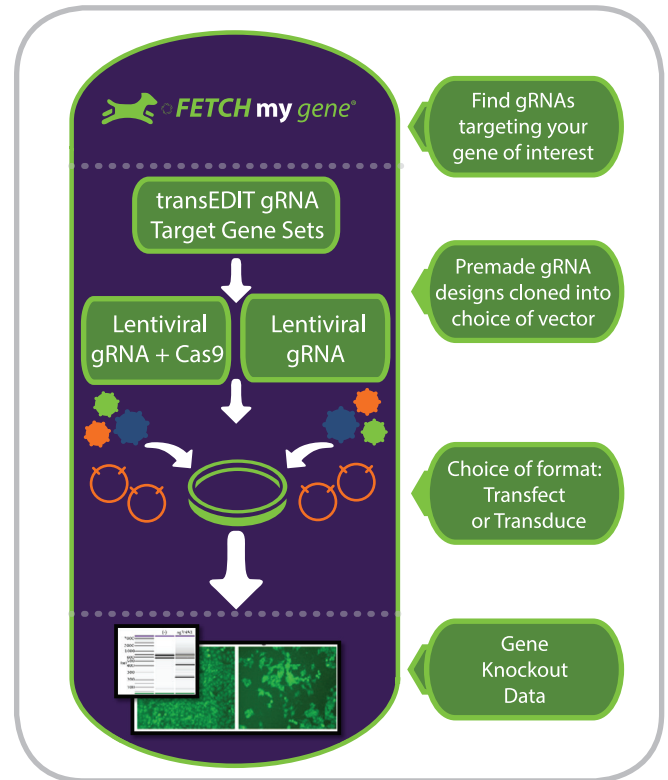 FETCH my gene®
Find gRNAs
targeting your
gene of interest
transEDIT gRNA
Target Gene Sets
Premade gRNA
designs cloned into
choice of vector
Lentiviral
gRNA + Cas9
Lentiviral
gRNA
Choice of format:
Transfect
or Transduce
Gene
Knockout
Data